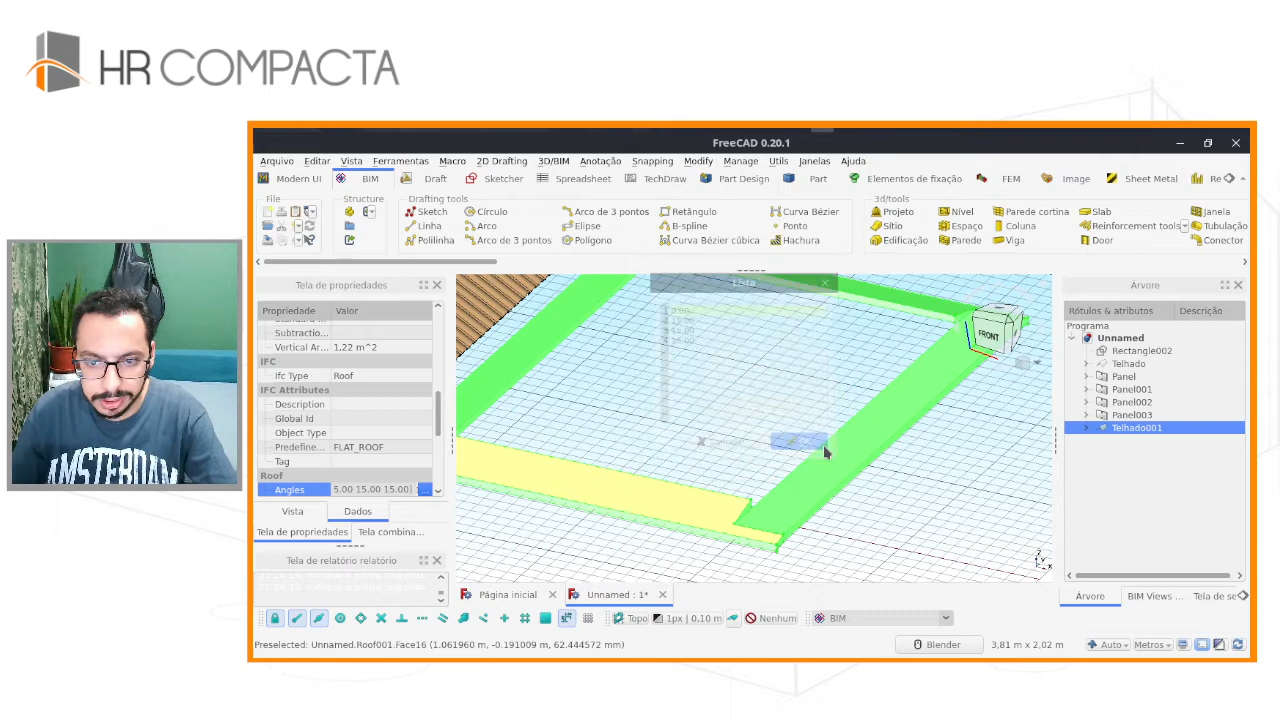 HR COMPACTA
FreeCAD 0.20.1
Arquivo Editar Vista Ferramentas Macro 2D Drafting 3D/BIM Anotação Snapping Modify Manage Utils Janelas Ajuda
Modern UI BIM Draft Sketcher Spreadsheet TechDraw Part Design Part Elementos de fixação FEM Image Sheet Metal Re
File Structure Drafting tools 3d/tools
Sketch Círculo Arco de 3 pontos Retângulo Curva Bézier Projeto Nível Parede cortina Slab Janela
Linha Arco Elipse B-spline Ponto Sítio Espaço Coluna Reinforcement tools Tubulação
Polilinha Arco de 3 pontos Polígono Curva Bézier cúbica Hachura Edificação Parede Viga Door Conector
Tela de propriedades Lista Árvore
Propriedade Valor Rótulos & atributos Descrição
Subtractio...
Vertical Ar... 1,22 m^2
IFC
Ifc Type Roof
IFC Attributes
Description
Global Id
Object Type
Predefine... FLAT_ROOF
Tag
Roof
Angles 5.00 15.00 15.00]
Programa
Unnamed
Rectangle002
Telhado
Panel
Panel001
Panel002
Panel003
Telhado001
FRONT
Vista Dados
Tela de propriedades Tela combina...
Tela de relatório relatório
Página inicial Unnamed : 1*
Árvore BIM Views ... Tela de se
Topo 1px | 0.10 m Nenhum BIM
Preselected: Unnamed.Roof001.Face16 (1.061960 m, -0.191009 m, 62.444572 mm) Blender 3,81 m x 2,02 m Auto Metros
AMSTERDAM